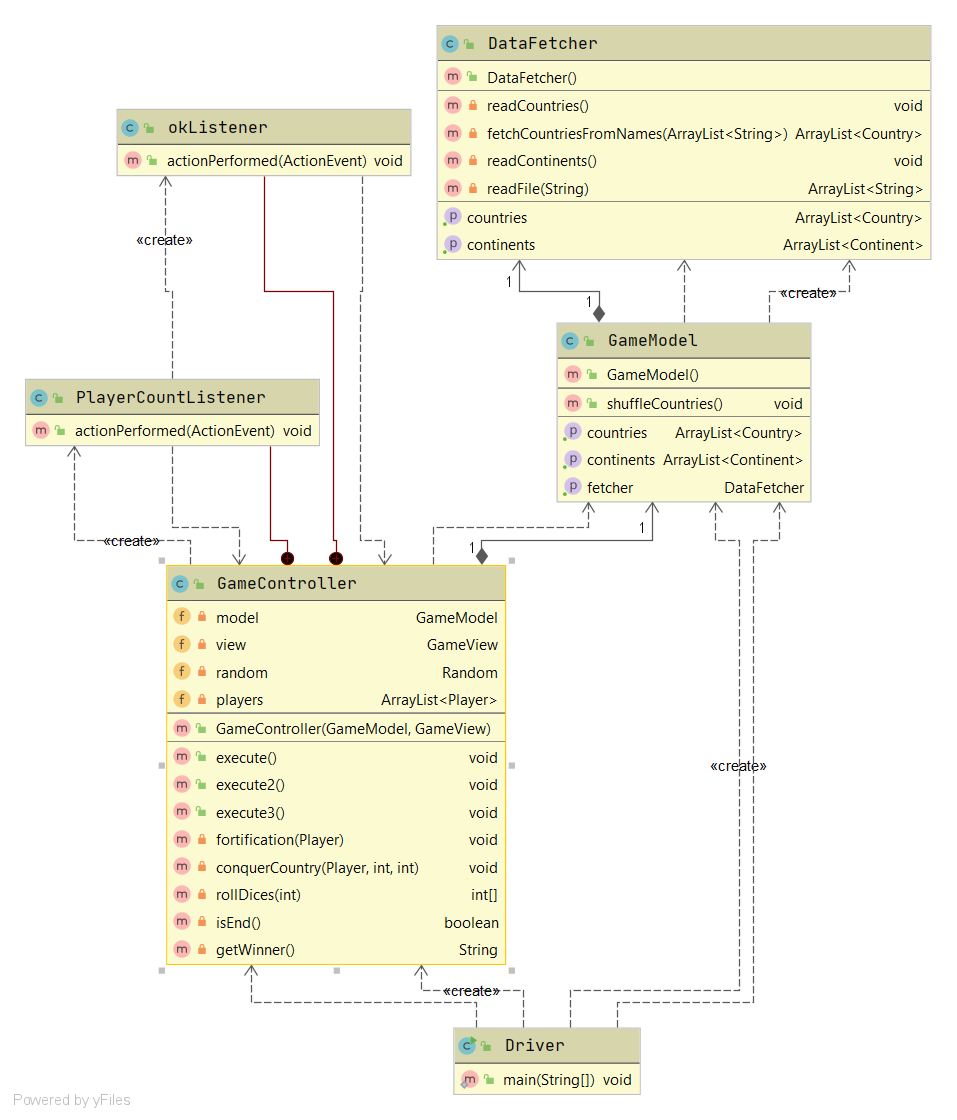 DataFetcher
DataFetcher()
readCountries() void
fetchCountriesFromNames(ArrayList<String>) ArrayList<Country>
readContinents() void
readFile(String) ArrayList<String>
countries ArrayList<Country>
continents ArrayList<Continent>
okListener
actionPerformed(ActionEvent) void
«create»
1
1
«create»
GameModel
GameModel()
shuffleCountries() void
countries ArrayList<Country>
continents ArrayList<Continent>
fetcher DataFetcher
PlayerCountListener
actionPerformed(ActionEvent) void
«create»
1
1
GameController
model GameModel
view GameView
random Random
players ArrayList<Player>
GameController(GameModel, GameView)
execute() void
execute2() void
execute3() void
fortification(Player) void
conquerCountry(Player, int, int) void
rollDices(int) int[]
isEnd() boolean
getWinner() String
«create»
«create»
Driver
main(String[]) void
Powered by yFiles